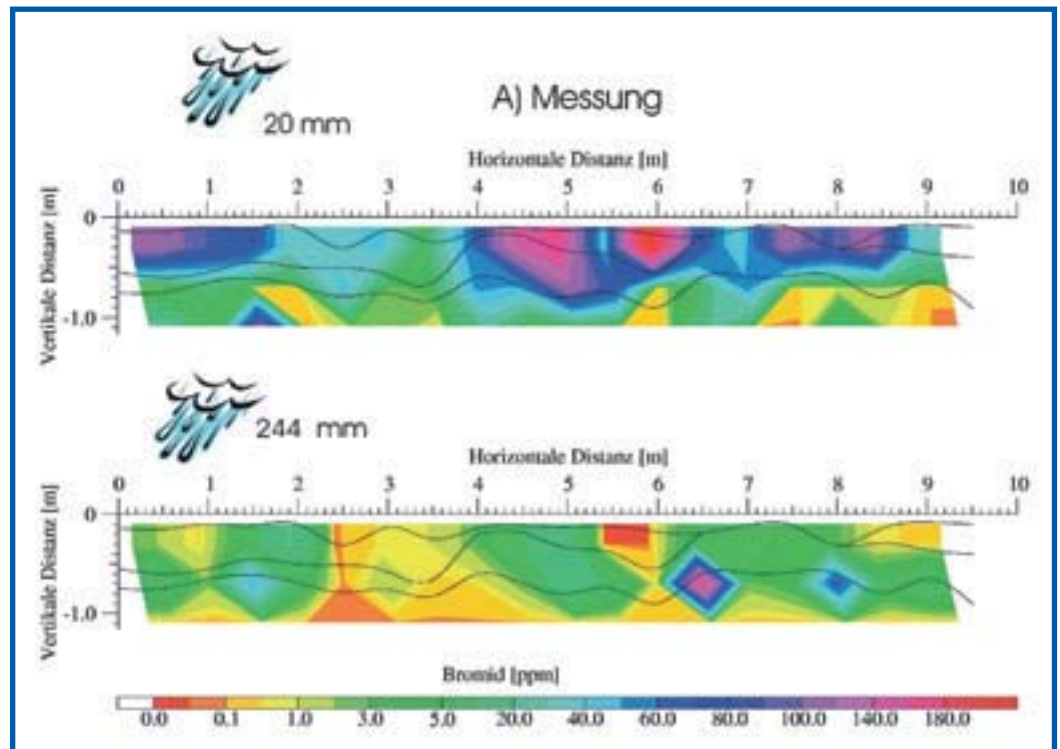 20 mm
A) Messung
Horizontale Distanz [m]
0 1 2 3 4 5 6 7 8 9 10
Vertikale Distanz [m]
0
-1.0
244 mm
Horizontale Distanz [m]
0 1 2 3 4 5 6 7 8 9 10
Vertikale Distanz [m]
0
-1.0
Bromid [ppm]
0.0 0.1 1.0 3.0 5.0 20.0 40.0 60.0 80.0 100.0 140.0 180.0